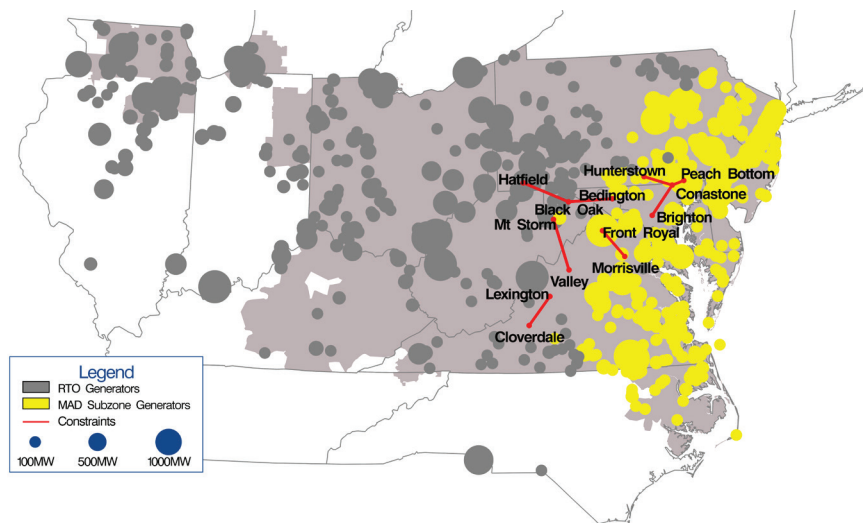 Hatfield
Hunterstown
Peach Bottom
Bedington
Conastone
Black Oak
Brighton
Mt Storm
Front Royal
Morrisville
Valley
Lexington
Cloverdale
Legend
RTO Generators
MAD Subzone Generators
Constraints
100MW
500MW
1000MW